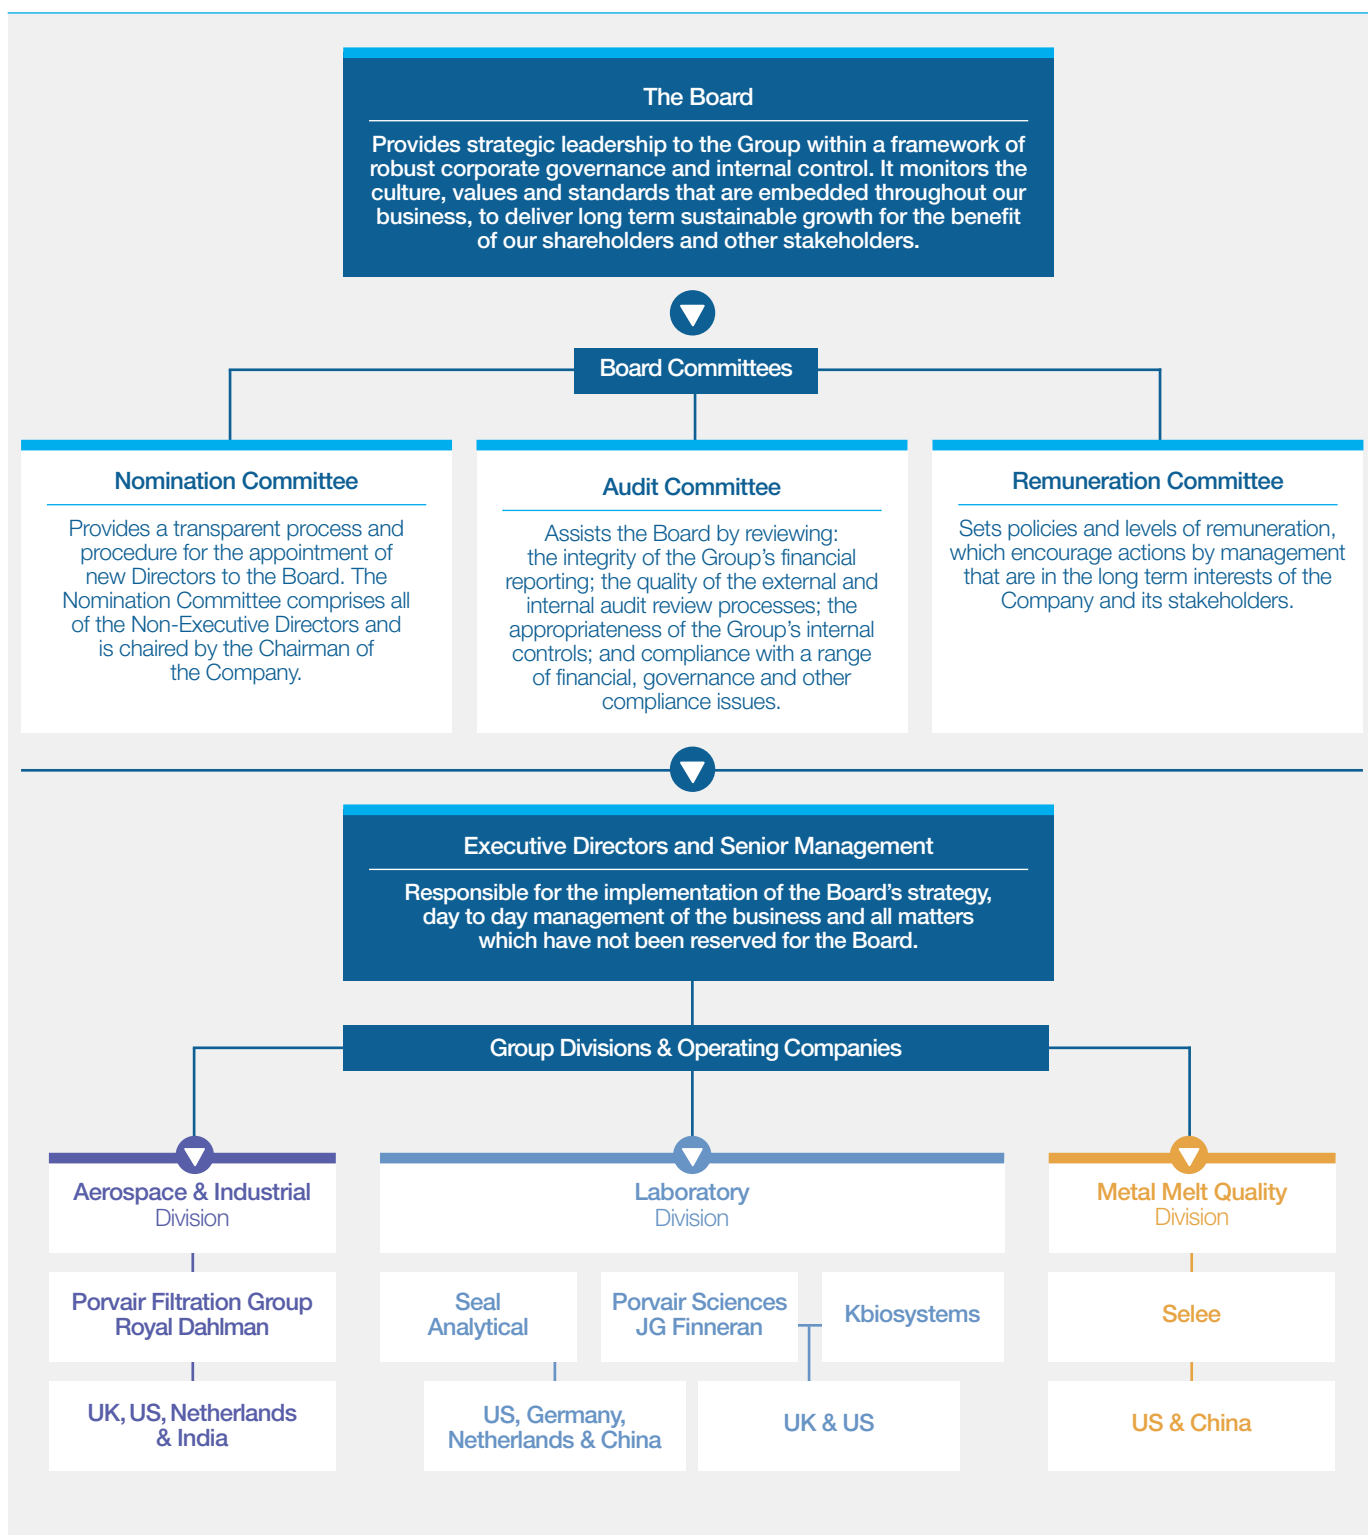 The Board
Provides strategic leadership to the Group within a framework of
robust corporate governance and internal control. It monitors the
culture, values and standards that are embedded throughout our
business, to deliver long term sustainable growth for the benefit
of our shareholders and other stakeholders.
Board Committees
Nomination Committee
Provides a transparent process and
procedure for the appointment of
new Directors to the Board. The
Nomination Committee comprises all
of the Non-Executive Directors and
is chaired by the Chairman of
the Company.
Audit Committee
Assists the Board by reviewing:
the integrity of the Group’s financial
reporting; the quality of the external and
internal audit review processes; the
appropriateness of the Group’s internal
controls; and compliance with a range
of financial, governance and other
compliance issues.
Remuneration Committee
Sets policies and levels of remuneration,
which encourage actions by management
that are in the long term interests of the
Company and its stakeholders.
Executive Directors and Senior Management
Responsible for the implementation of the Board’s strategy,
day to day management of the business and all matters
which have not been reserved for the Board.
Group Divisions & Operating Companies
Aerospace & Industrial
Division
Porvair Filtration Group
Royal Dahlman
UK, US, Netherlands
& India
Laboratory
Division
Seal
Analytical
Porvair Sciences
JG Finneran
Kbiosystems
US, Germany,
Netherlands & China
UK & US
Metal Melt Quality
Division
Selee
US & China